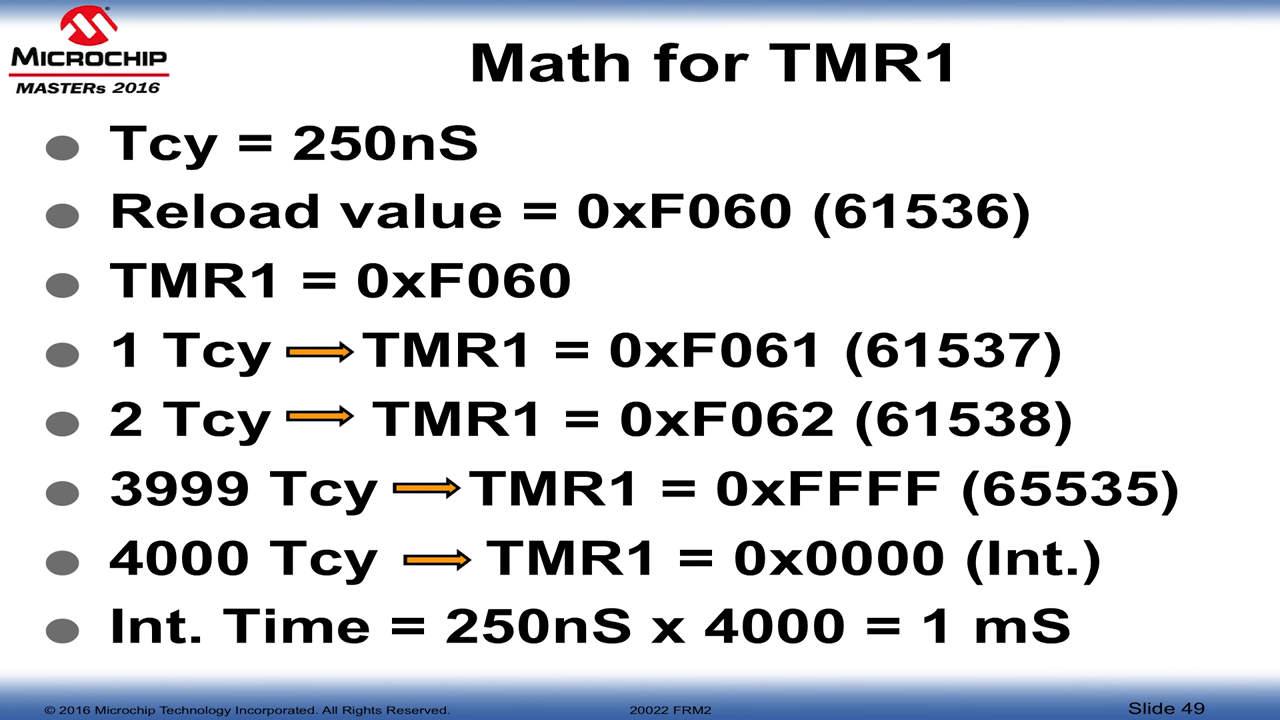 MICROCHIP
MASTERs 2016
Math for TMR1
Tcy = 250nS
Reload value = 0xF060 (61536)
TMR1 = 0xF060
1 Tcy TMR1 = 0xF061 (61537)
2 Tcy TMR1 = 0xF062 (61538)
3999 Tcy TMR1 = 0xFFFF (65535)
4000 Tcy TMR1 = 0x0000 (Int.)
Int. Time = 250nS x 4000 = 1 mS
© 2016 Microchip Technology Incorporated. All Rights Reserved. 20022 FRM2 Slide 49